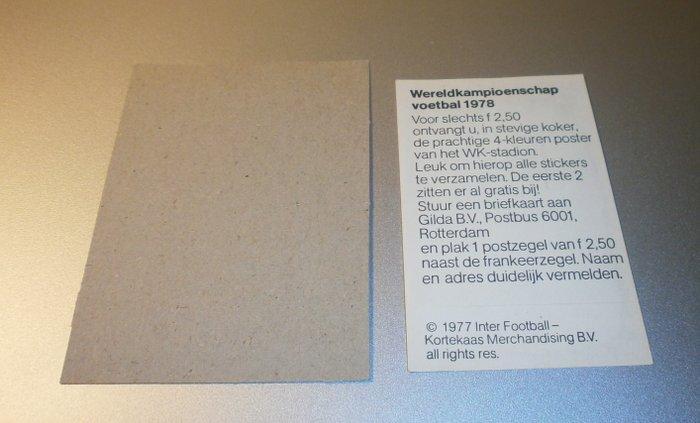 Wereldkampioenschap
voetbal 1978
Voor slechts f 2,50
ontvangt u, in stevige koker,
de prachtige 4-kleuren poster
van het WK-stadion.
Leuk om hierop alle stickers
te verzamelen. De eerste 2
zitten er al gratis bij!
Stuur een briefkaart aan
Gilda B.V., Postbus 6001,
Rotterdam
en plak 1 postzegel van f 2,50
naast de frankeerzegel. Naam
en adres duidelijk vermelden.
© 1977 Inter Football –
Kortekaas Merchandising B.V.
all rights res.